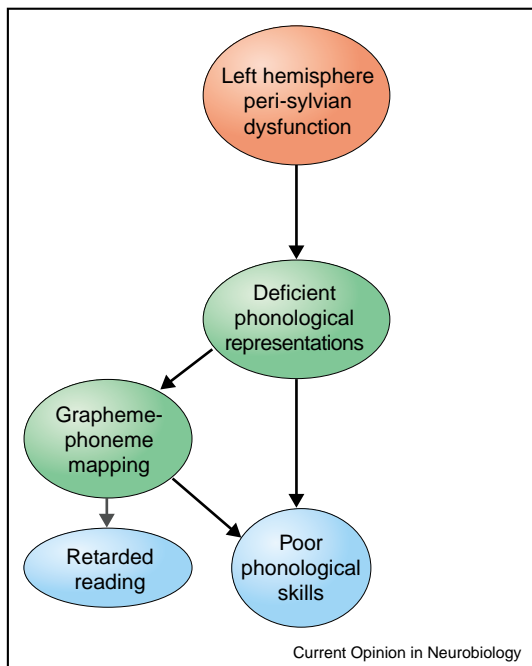 Left hemisphere
peri-sylvian
dysfunction
Deficient
phonological
representations
Grapheme-
phoneme
mapping
Retarded
reading
Poor
phonological
skills
Current Opinion in Neurobiology